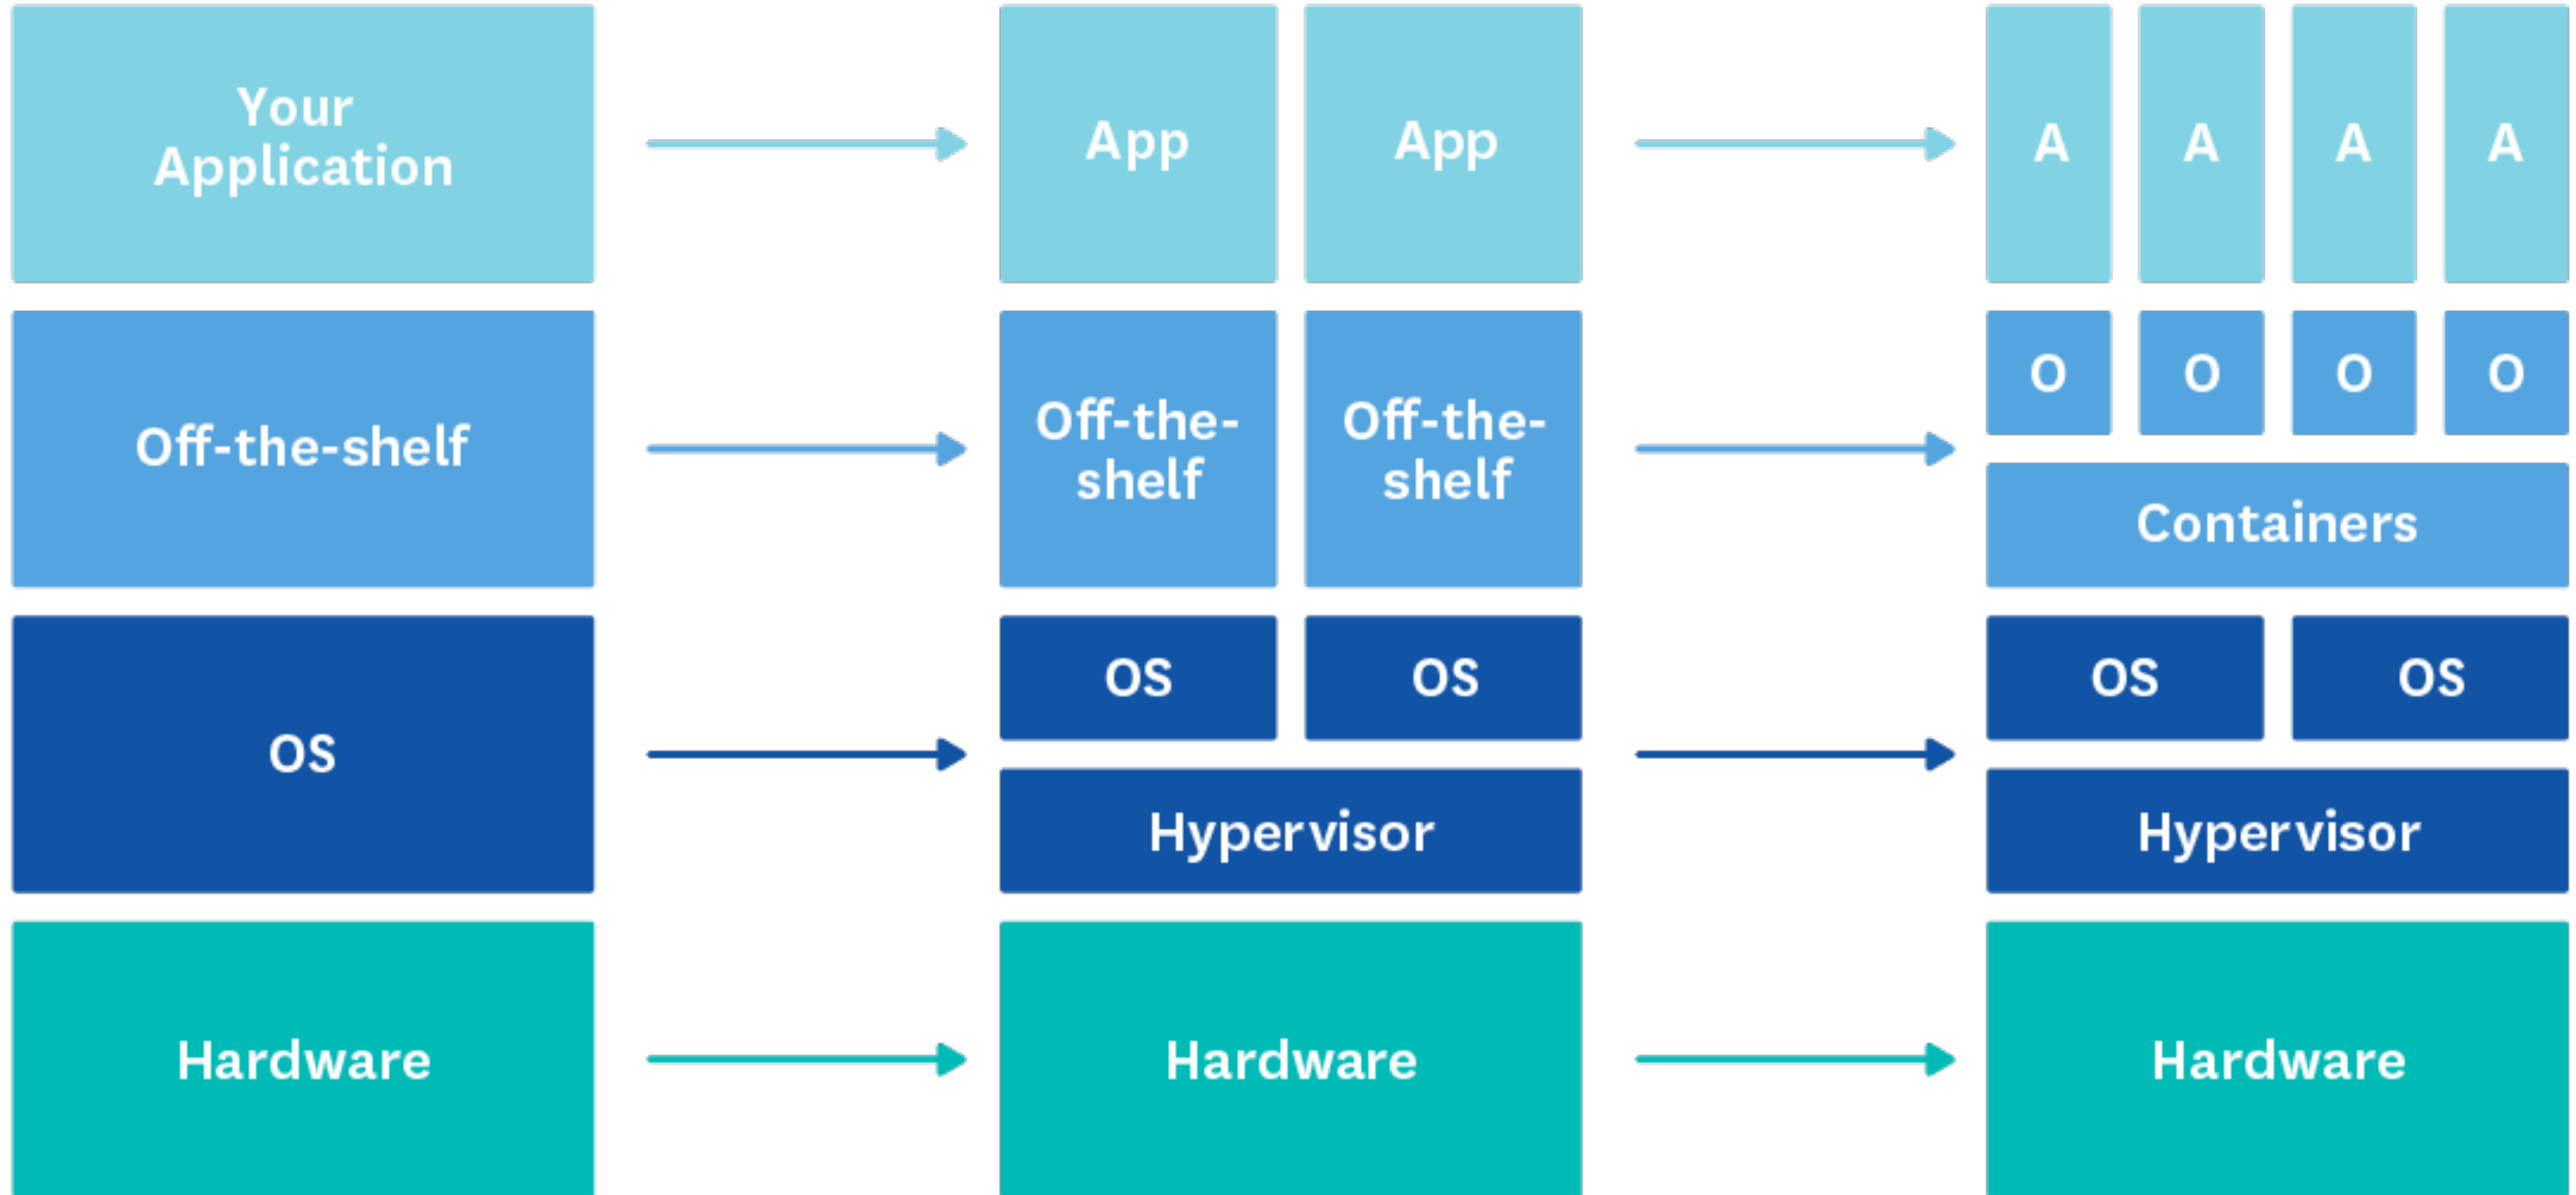 Your
Application
App
App
A
A
A
A
Off-the-shelf
Off-the-
shelf
Off-the-
shelf
O
O
O
O
Containers
OS
OS
OS
OS
OS
Hypervisor
Hypervisor
Hardware
Hardware
Hardware